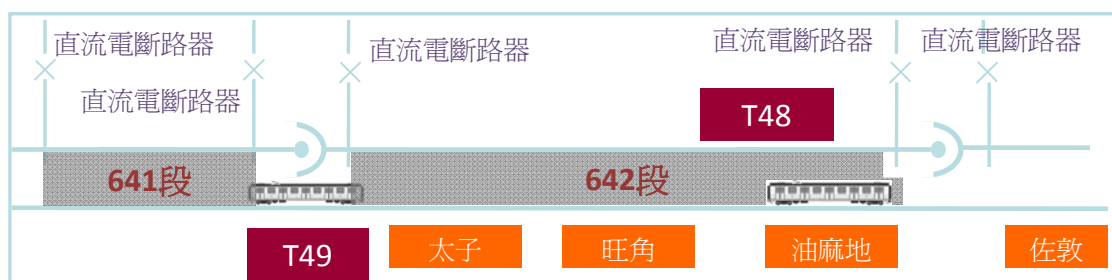 直流電斷路器
直流電斷路器
直流電斷路器
直流電斷路器
直流電斷路器
T48
641段
642段
T49
太子
旺角
油麻地
佐敦